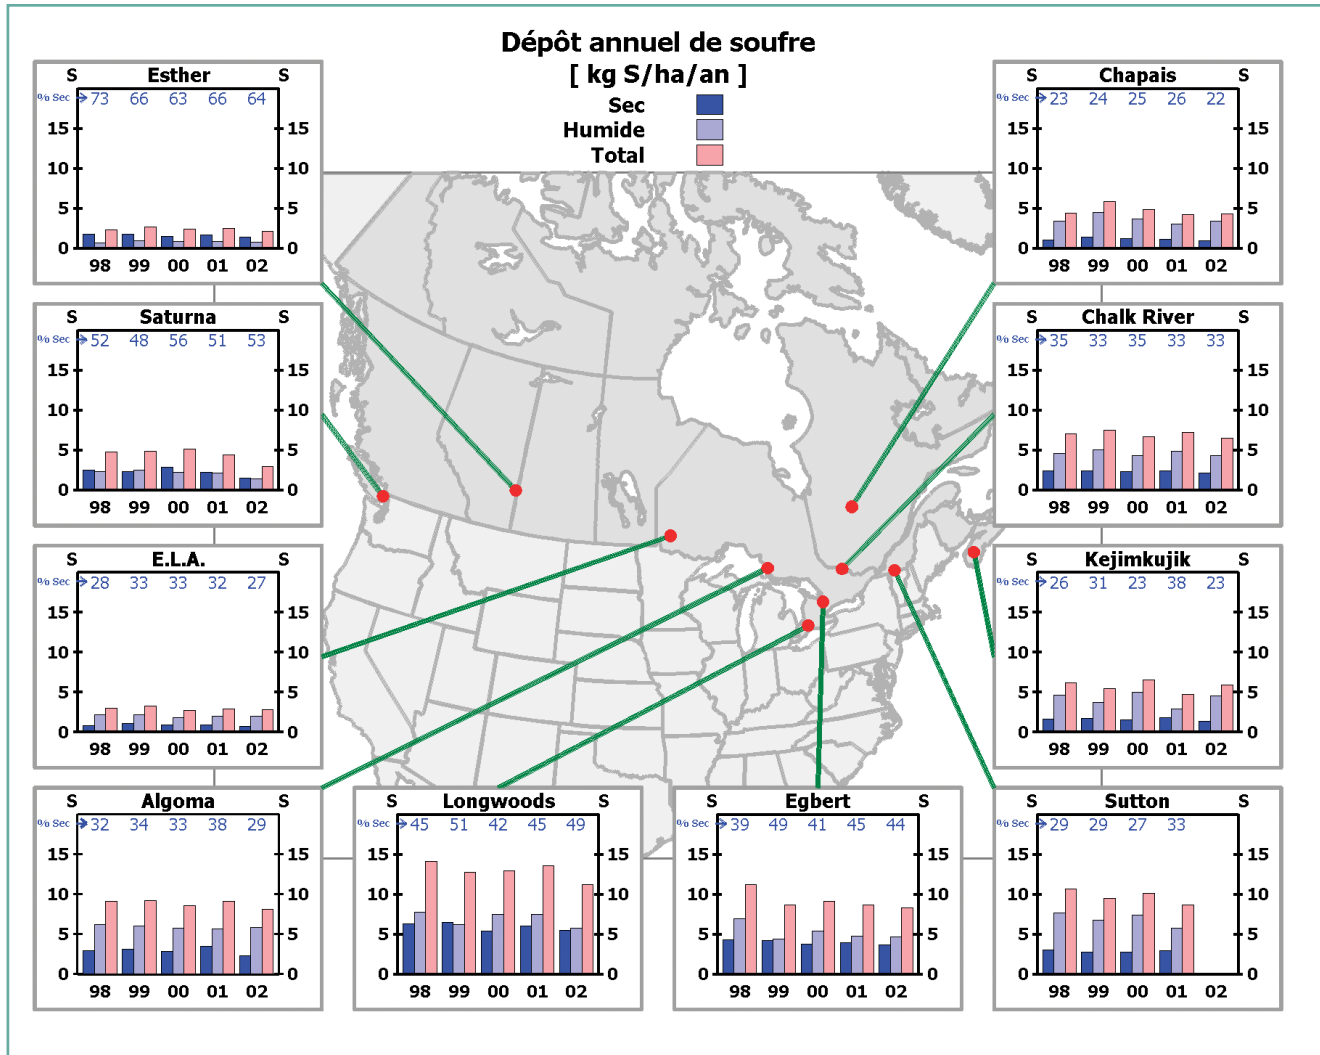 Dépôt annuel de soufre
[ kg S/ha/an ]
Sec
Humide
Total
S Esther S
% Sec 73 66 63 66 64
15 15
10 10
5 5
0 0
98 99 00 01 02
S Chapais S
% Sec 23 24 25 26 22
15 15
10 10
5 5
0 0
98 99 00 01 02
S Saturna S
% Sec 52 48 56 51 53
15 15
10 10
5 5
0 0
98 99 00 01 02
S Chalk River S
% Sec 35 33 35 33 33
15 15
10 10
5 5
0 0
98 99 00 01 02
S E.L.A. S
% Sec 28 33 33 32 27
15 15
10 10
5 5
0 0
98 99 00 01 02
S Kejimkujik S
% Sec 26 31 23 38 23
15 15
10 10
5 5
0 0
98 99 00 01 02
S Algoma S
% Sec 32 34 33 38 29
15 15
10 10
5 5
0 0
98 99 00 01 02
S Longwoods S
% Sec 45 51 42 45 49
15 15
10 10
5 5
0 0
98 99 00 01 02
S Egbert S
% Sec 39 49 41 45 44
15 15
10 10
5 5
0 0
98 99 00 01 02
S Sutton S
% Sec 29 29 27 33
15 15
10 10
5 5
0 0
98 99 00 01 02